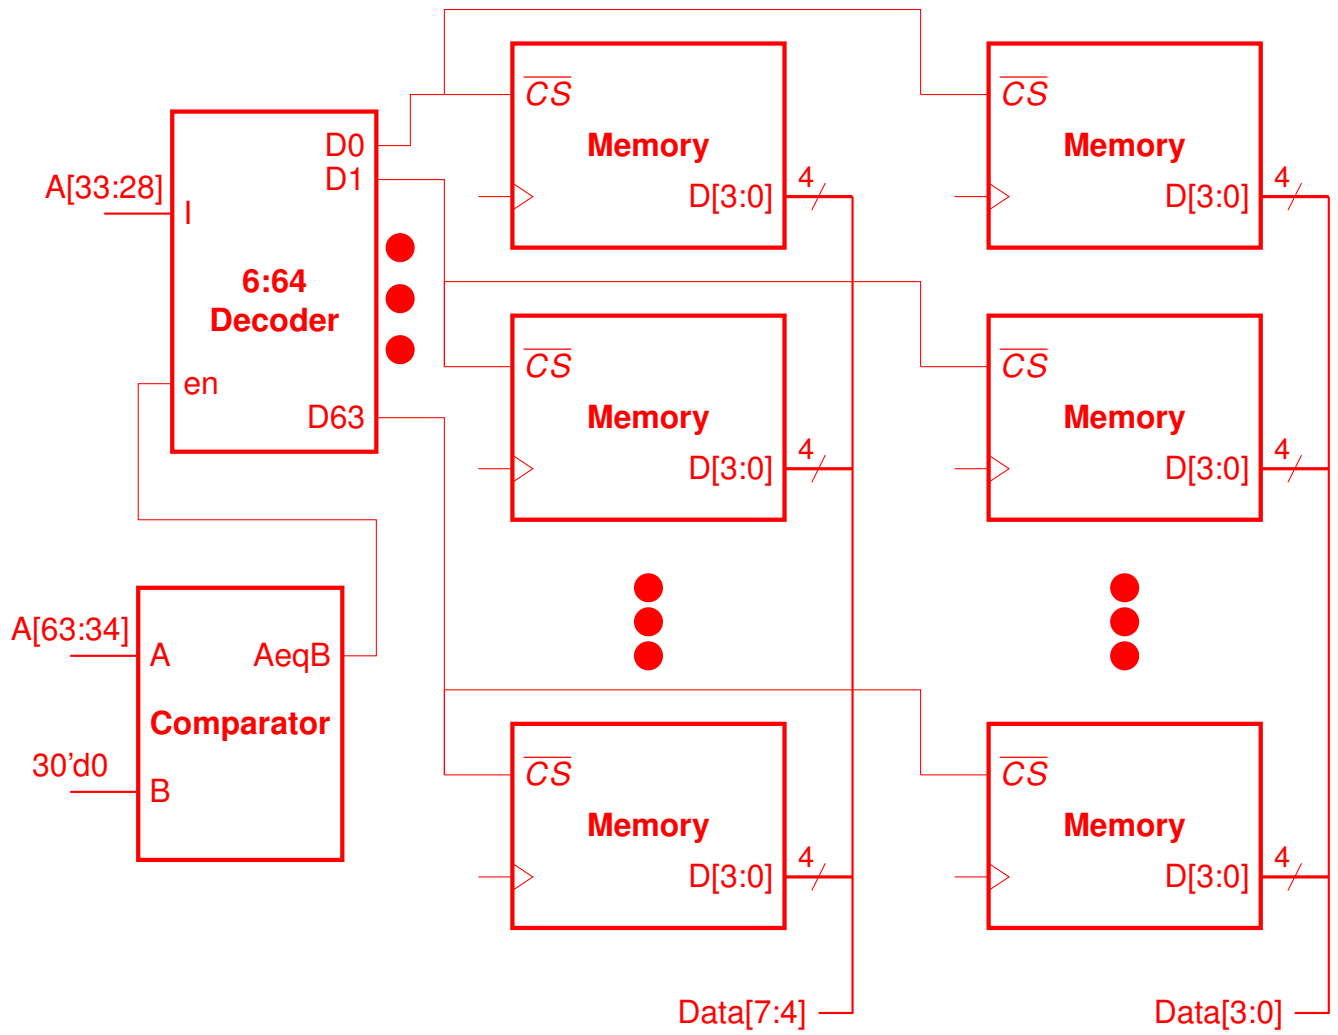 A[33:28]
I
6:64
Decoder
en
D0
D1
D63
A[63:34]
A
AeqB
Comparator
30'd0
B
CS
Memory
4
D[3:0]
CS
Memory
4
D[3:0]
CS
Memory
4
D[3:0]
CS
Memory
4
D[3:0]
CS
Memory
4
D[3:0]
CS
Memory
4
D[3:0]
Data[7:4]
Data[3:0]